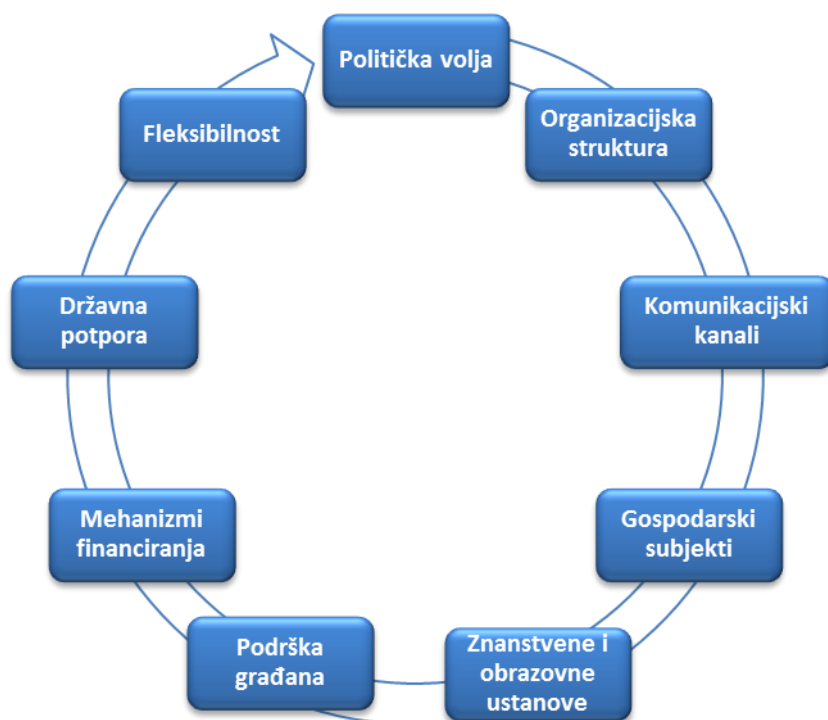 Politička volja
Organizacijska
struktura
Komunikacijski
kanali
Gospodarski
subjekti
Znanstvene i
obrazovne
ustanove
Podrška
građana
Mehanizmi
financiranja
Državna
potpora
Fleksibilnost